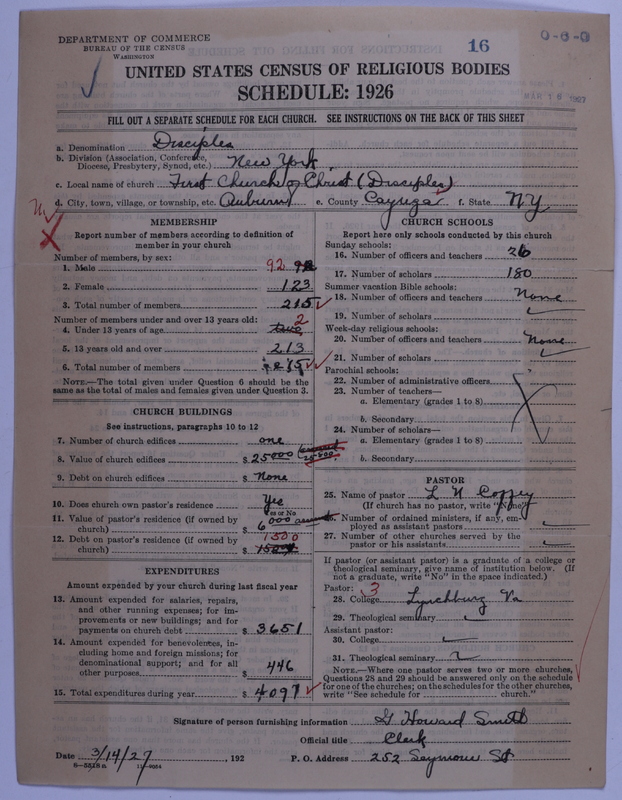 DEPARTMENT OF COMMERCE
BUREAU OF THE CENSUS
WASHINGTON
16
0-8-0
UNITED STATES CENSUS OF RELIGIOUS BODIES
SCHEDULE: 1926
MAR 15 1927
FILL OUT A SEPARATE SCHEDULE FOR EACH CHURCH. SEE INSTRUCTIONS ON THE BACK OF THIS SHEET
a. Denomination Disciples
b. Division (Association, Conference, Diocese, Presbytery, Synod, etc.) New York
c. Local name of church First Church of Christ (Disciples)
d. City, town, village, or township, etc. Auburn e. County Cayuga f. State N.Y.
MEMBERSHIP
Report number of members according to definition of member in your church
Number of members, by sex:
1. Male 92
2. Female 123
3. Total number of members 215
Number of members under and over 13 years old:
4. Under 13 years of age two 2
5. 13 years old and over 213
6. Total number of members 215
NOTE.—The total given under Question 6 should be the same as the total of males and females given under Question 3.
CHURCH BUILDINGS
See instructions, paragraphs 10 to 12
7. Number of church edifices one
8. Value of church edifices $ 25000
9. Debt on church edifices $ None
10. Does church own pastor's residence Yes
Yes or No
11. Value of pastor's residence (if owned by church) $ 6000
12. Debt on pastor's residence (if owned by church) $ 1500
EXPENDITURES
Amount expended by your church during last fiscal year
13. Amount expended for salaries, repairs, and other running expenses; for improvements or new buildings; and for payments on church debt $ 3651
14. Amount expended for benevolences, including home and foreign missions; for denominational support; and for all other purposes $ 446
15. Total expenditures during year $ 4097
CHURCH SCHOOLS
Report here only schools conducted by this church
Sunday schools:
16. Number of officers and teachers 26
17. Number of scholars 180
Summer vacation Bible schools:
18. Number of officers and teachers None
19. Number of scholars
Week-day religious schools:
20. Number of officers and teachers None
21. Number of scholars
Parochial schools:
22. Number of administrative officers
23. Number of teachers—
a. Elementary (grades 1 to 8)
b. Secondary
24. Number of scholars—
a. Elementary (grades 1 to 8)
b. Secondary
PASTOR
25. Name of pastor L N Coffey
(If church has no pastor, write "None")
26. Number of ordained ministers, if any, employed as assistant pastors
27. Number of other churches served by the pastor or his assistants
If pastor (or assistant pastor) is a graduate of a college or theological seminary, give name of institution below. (If not a graduate, write "No" in the space indicated.)
Pastor: 3
28. College Lynchburg Va
29. Theological seminary
Assistant pastor:
30. College
31. Theological seminary
NOTE.—Where one pastor serves two or more churches, Questions 28 and 29 should be answered only on the schedule for one of the churches; on the schedules for the other churches, write "See schedule for church."
Signature of person furnishing information G Howard Smith
Official title Clerk
Date 3/14/27, 192 P. O. Address 252 Seymour St